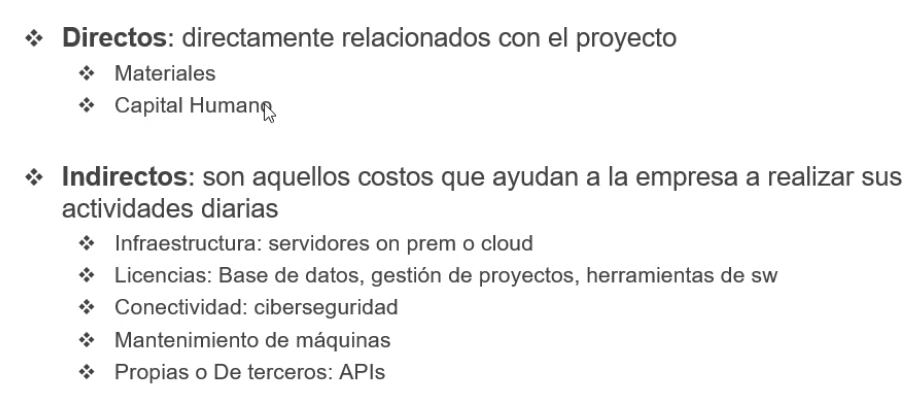 ❖ Directos: directamente relacionados con el proyecto
❖ Materiales
❖ Capital Humano
❖ Indirectos: son aquellos costos que ayudan a la empresa a realizar sus
actividades diarias
❖ Infraestructura: servidores on prem o cloud
❖ Licencias: Base de datos, gestión de proyectos, herramientas de sw
❖ Conectividad: ciberseguridad
❖ Mantenimiento de máquinas
❖ Propias o De terceros: APIs